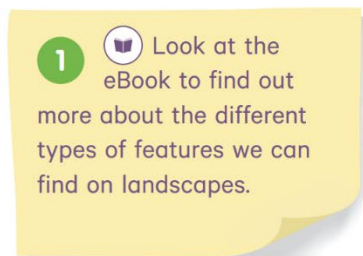 1 Look at the
eBook to find out
more about the different
types of features we can
find on landscapes.